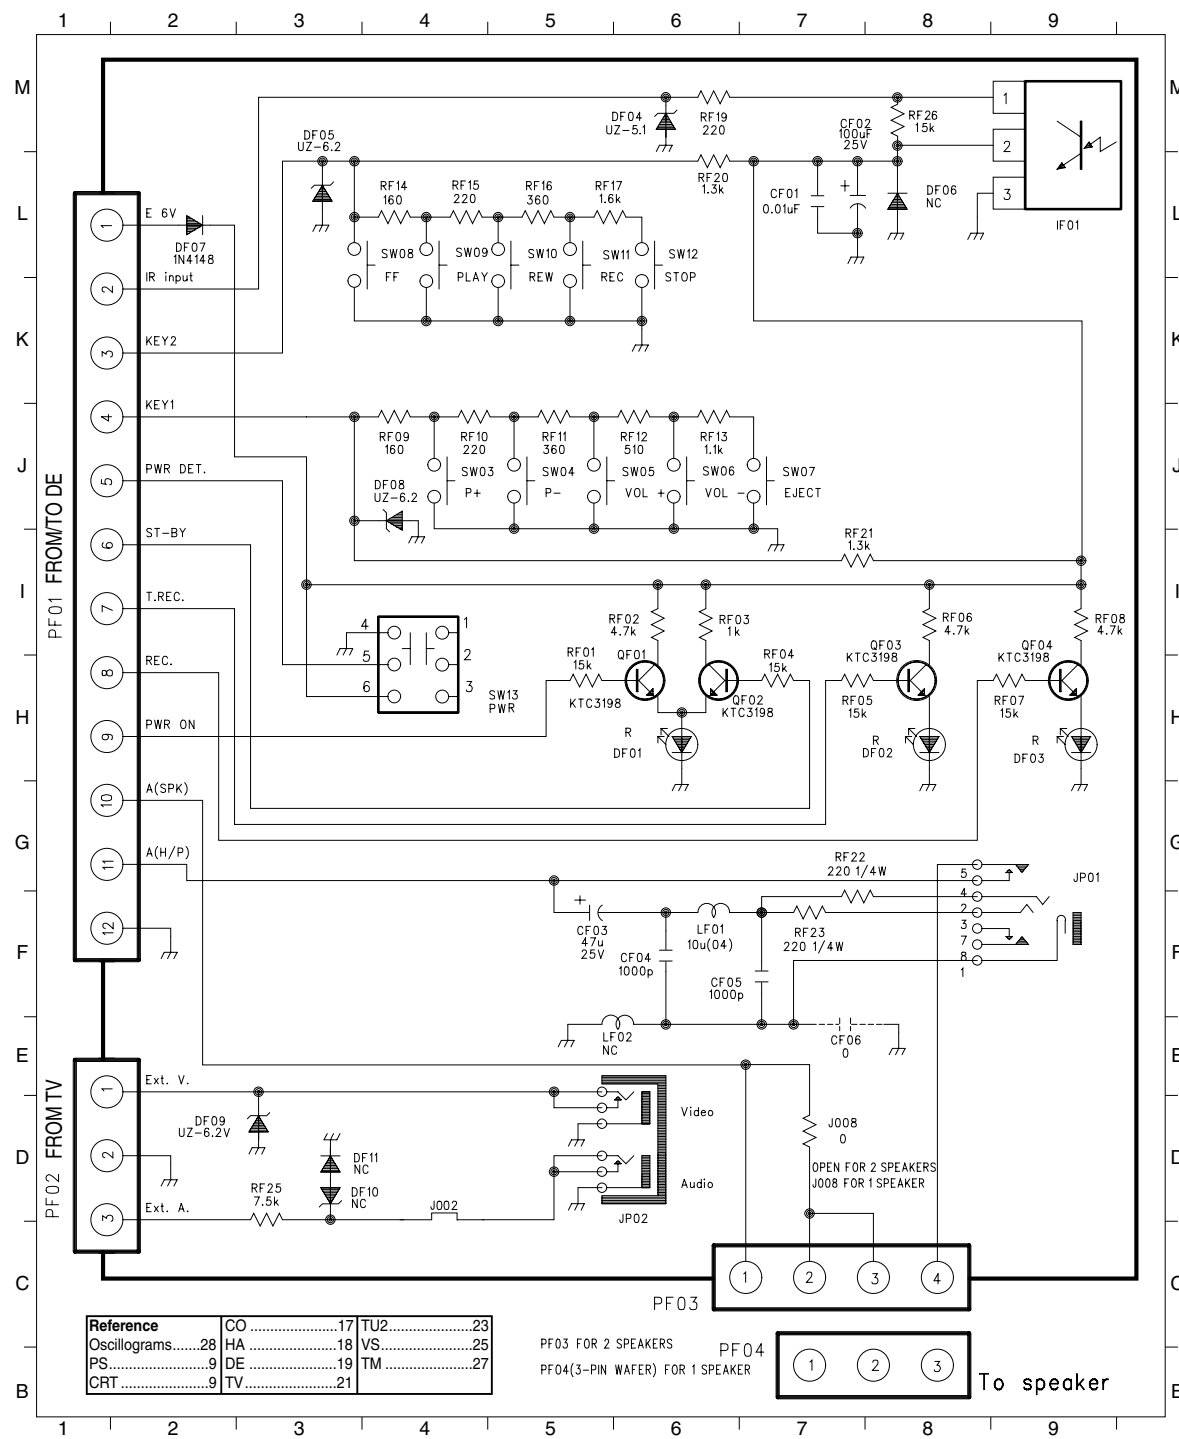 1 2 3 4 5 6 7 8 9
M M
L L
K K
J J
I I
H H
G G
F F
E E
D D
C C
B B
PF01 FROM/TO DE
1 E 6V
2 IR input
3 KEY2
4 KEY1
5 PWR DET.
6 ST-BY
7 T.REC.
8 REC.
9 PWR ON
10 A(SPK)
11 A(H/P)
12
DF07
1N4148
DF05
UZ-6.2
DF04
UZ-5.1
RF19
220
CF02
100uF
25V
RF26
15k
1
2
3
IF01
RF20
1.3k
CF01
0.01uF
+
DF06
NC
RF14
160
RF15
220
RF16
360
RF17
1.6k
SW08
FF
SW09
PLAY
SW10
REW
SW11
REC
SW12
STOP
RF09
160
RF10
220
RF11
360
RF12
510
RF13
1.1k
DF08
UZ-6.2
SW03
P+
SW04
P-
SW05
VOL +
SW06
VOL -
SW07
EJECT
RF21
1.3k
4 1
5 2
6 3
SW13
PWR
RF01
15k
RF02
4.7k
QF01
KTC3198
RF03
1k
RF04
15k
QF02
KTC3198
R
DF01
QF03
KTC3198
RF06
4.7k
RF05
15k
R
DF02
QF04
KTC3198
RF08
4.7k
RF07
15k
R
DF03
RF22
220 1/4W
+
CF03
47u
25V
CF04
1000p
LF01
10u(04)
RF23
220 1/4W
CF05
1000p
5
4
2
3
7
8
1
JP01
LF02
NC
CF06
0
PF02 FROM TV
1 Ext. V.
2
3 Ext. A.
DF09
UZ-6.2V
DF11
NC
DF10
NC
RF25
7.5k
J002
Video
Audio
JP02
J008
0
OPEN FOR 2 SPEAKERS
J008 FOR 1 SPEAKER
PF03
1 2 3 4
PF03 FOR 2 SPEAKERS
PF04(3-PIN WAFER) FOR 1 SPEAKER
PF04
1 2 3
To speaker
Reference CO ................17 TU2................23
Oscillograms.......28 HA ................18 VS..................25
PS.....................9 DE ................19 TM .................27
CRT ..................9 TV.................21
1 2 3 4 5 6 7 8 9